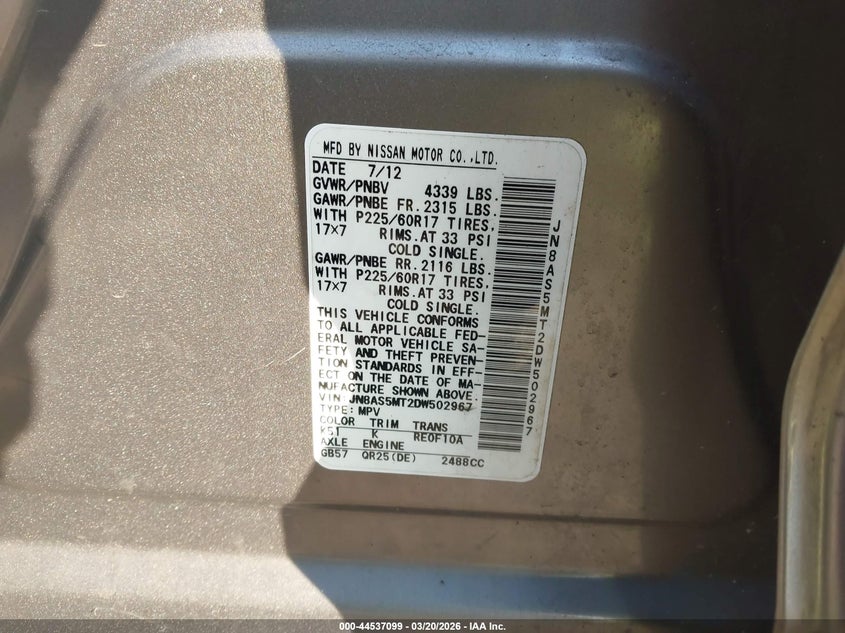 MFD BY NISSAN MOTOR CO.,LTD.
DATE 7/12
GVWR/PNBV 4339 LBS.
GAWR/PNBE FR.2315 LBS.
WITH P225/60R17 TIRES,
17×7 RIMS.AT 33 PSI
COLD SINGLE.
GAWR/PNBE RR.2116 LBS.
WITH P225/60R17 TIRES,
17×7 RIMS.AT 33 PSI
COLD SINGLE.
THIS VEHICLE CONFORMS
TO ALL APPLICABLE FED-
ERAL MOTOR VEHICLE SA-
FETY AND THEFT PREVEN-
TION STANDARDS IN EFF-
ECT ON THE DATE OF MA-
NUFACTURE SHOWN ABOVE.
VIN:JN8AS5MT2DW502967
TYPE:MPV
COLOR TRIM TRANS
K51 K RE0F10A
AXLE ENGINE
GB57 QR25(DE) 2488CC
JN8AS5MT2DW502967
000-44537099 — 03/20/2026 — IAA Inc.